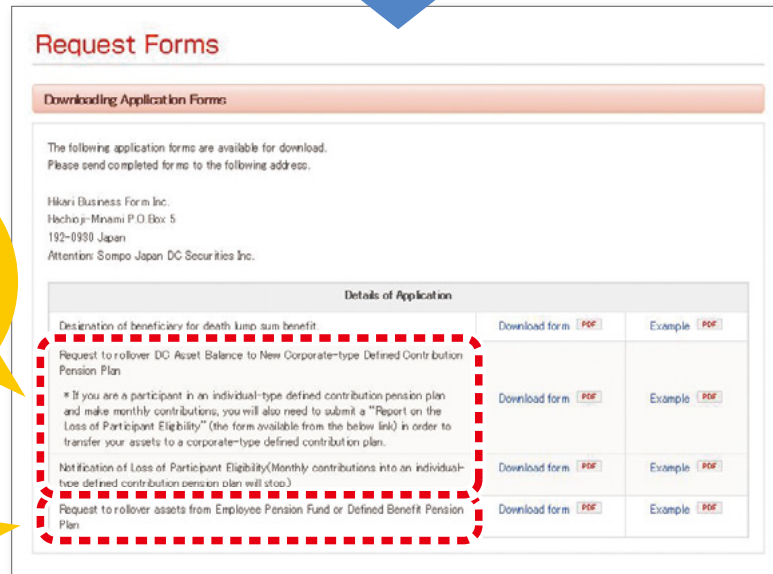 Request Forms
Downloading Application Forms
The following application forms are available for download.
Please send completed forms to the following address.
Hikari Business Form Inc.
Hachioji-Minami P.O.Box 5
192-0930 Japan
Attention: Sompo Japan DC Securities Inc.
Details of Application
Designation of beneficiary for death lump sum benefit. Download form PDF Example PDF
Request to rollover DC Asset Balance to New Corporate-type Defined Contribution
Pension Plan
* If you are a participant in an individual-type defined contribution pension plan
and make monthly contributions, you will also need to submit a "Report on the
Download form PDF Example PDF
Loss of Participant Eligibility" (the form available from the below link) in order to
transfer your assets to a corporate-type defined contribution plan.
Notification of Loss of Participant Eligibility(Monthly contributions into an individual- Download form PDF Example PDF
type defined contribution pension plan will stop.)
Request to rollover assets from Employee Pension Fund or Defined Benefit Pension Download form PDF Example PDF
Plan